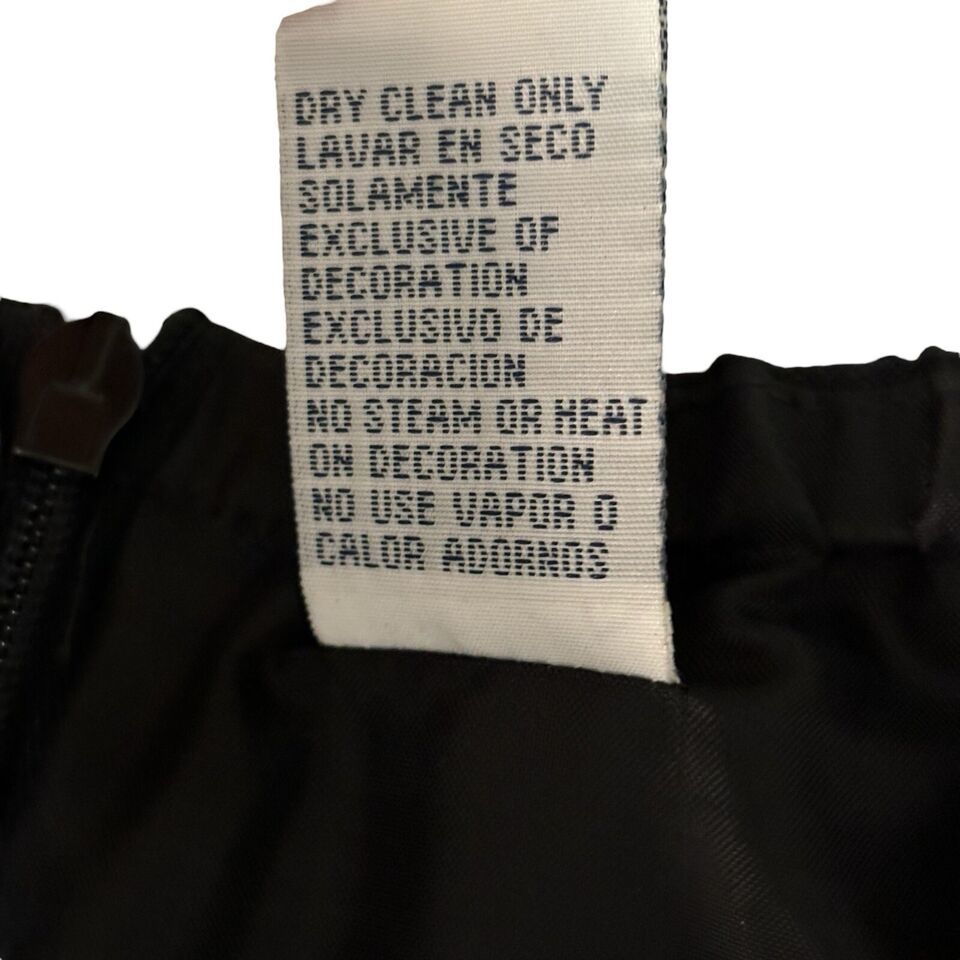 DRY CLEAN ONLY
LAVAR EN SECO
SOLAMENTE
EXCLUSIVE OF
DECORATION
EXCLUSIVO DE
DECORACION
NO STEAM OR HEAT
ON DECORATION
NO USE VAPOR O
CALOR ADORNOS